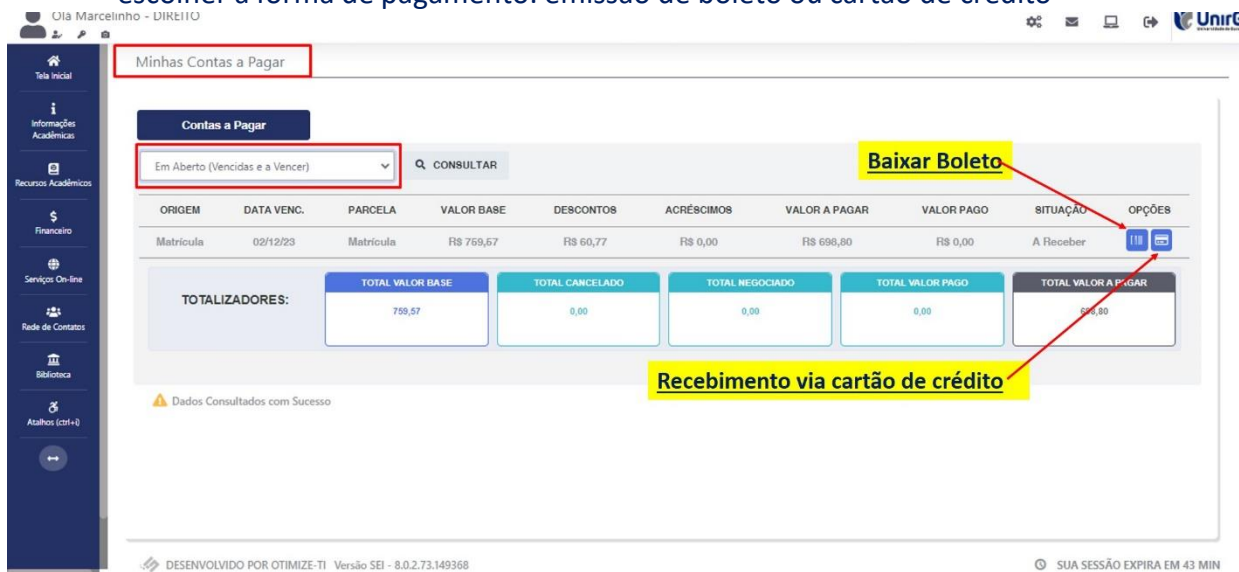 escolher a forma de pagamento: emissão de boleto ou cartão de crédito
Olá Marcelinho - DIREITO
UnirG
Tela Inicial
Minhas Contas a Pagar
Informações
Acadêmicas
Contas a Pagar
Em Aberto (Vencidas e a Vencer)
CONSULTAR
Baixar Boleto
Recursos Acadêmicos
ORIGEM DATA VENC. PARCELA VALOR BASE DESCONTOS ACRÉSCIMOS VALOR A PAGAR VALOR PAGO SITUAÇÃO OPÇÕES
Matrícula 02/12/23 Matrícula R$ 759,57 R$ 60,77 R$ 0,00 R$ 698,80 R$ 0,00 A Receber
Financeiro
Serviços On-line
TOTALIZADORES:
TOTAL VALOR BASE TOTAL CANCELADO TOTAL NEGOCIADO TOTAL VALOR PAGO TOTAL VALOR A PAGAR
759,57 0,00 0,00 0,00 698,80
Rede de Contatos
Biblioteca
Recebimento via cartão de crédito
Dados Consultados com Sucesso
Atalhos (ctrl+i)
DESENVOLVIDO POR OTIMIZE-TI Versão SEI - 8.0.2.73.149368
SUA SESSÃO EXPIRA EM 43 MIN